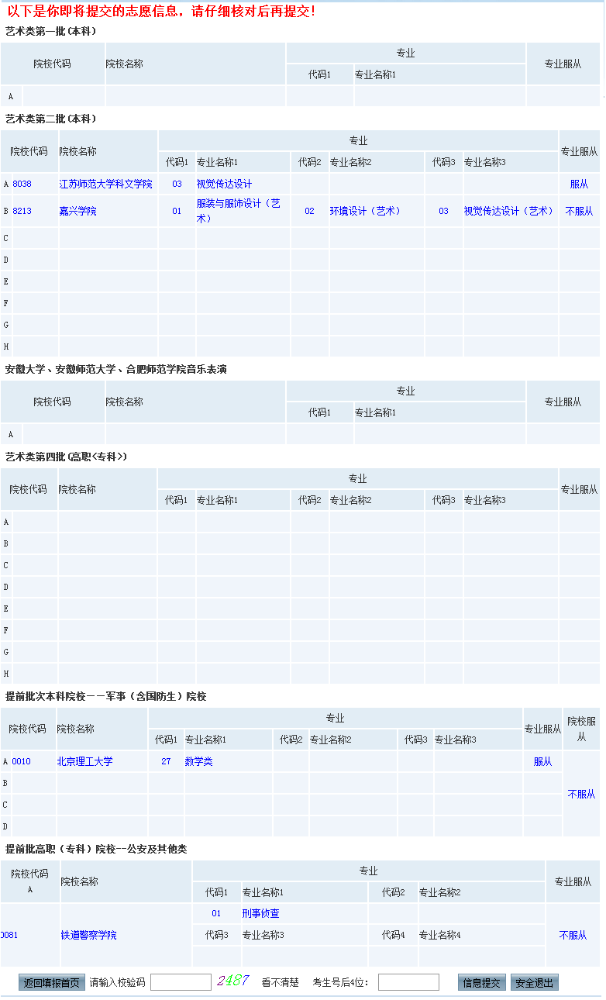 以下是你即将提交的志愿信息，请仔细核对后再提交！
艺术类第一批(本科)
院校代码 院校名称 专业 专业服从
代码1 专业名称1
A
艺术类第二批(本科)
院校代码 院校名称 专业 专业服从
代码1 专业名称1 代码2 专业名称2 代码3 专业名称3
A 8038 江苏师范大学科文学院 03 视觉传达设计 服从
B 8213 嘉兴学院 01 服装与服饰设计（艺术） 02 环境设计（艺术） 03 视觉传达设计（艺术） 不服从
C
D
E
F
G
H
安徽大学、安徽师范大学、合肥师范学院音乐表演
院校代码 院校名称 专业 专业服从
代码1 专业名称1
A
艺术类第四批(高职<专科>)
院校代码 院校名称 专业 专业服从
代码1 专业名称1 代码2 专业名称2 代码3 专业名称3
A
B
C
D
E
F
G
H
提前批次本科院校——军事（含国防生）院校
院校代码 院校名称 专业 专业服从 院校服从
代码1 专业名称1 代码2 专业名称2 代码3 专业名称3
A 0010 北京理工大学 27 数学类 服从
B
不服从
C
D
提前批高职（专科）院校--公安及其他类
院校代码 A 院校名称 专业 专业服从
代码1 专业名称1 代码2 专业名称2
01 刑事侦查
0081 铁道警察学院 代码3 专业名称3 代码4 专业名称4 不服从
返回填报首页 请输入校验码 2487 看不清楚 考生号后4位： 信息提交 安全退出